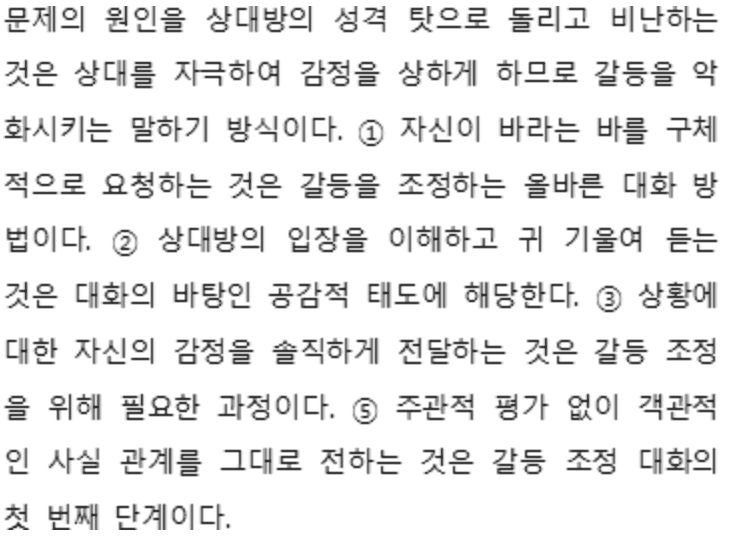 문제의 원인을 상대방의 성격 탓으로 돌리고 비난하는
것은 상대를 자극하여 감정을 상하게 하므로 갈등을 악
화시키는 말하기 방식이다. ① 자신이 바라는 바를 구체
적으로 요청하는 것은 갈등을 조정하는 올바른 대화 방
법이다. ② 상대방의 입장을 이해하고 귀 기울여 듣는
것은 대화의 바탕인 공감적 태도에 해당한다. ③ 상황에
대한 자신의 감정을 솔직하게 전달하는 것은 갈등 조정
을 위해 필요한 과정이다. ⑤ 주관적 평가 없이 객관적
인 사실 관계를 그대로 전하는 것은 갈등 조정 대화의
첫 번째 단계이다.